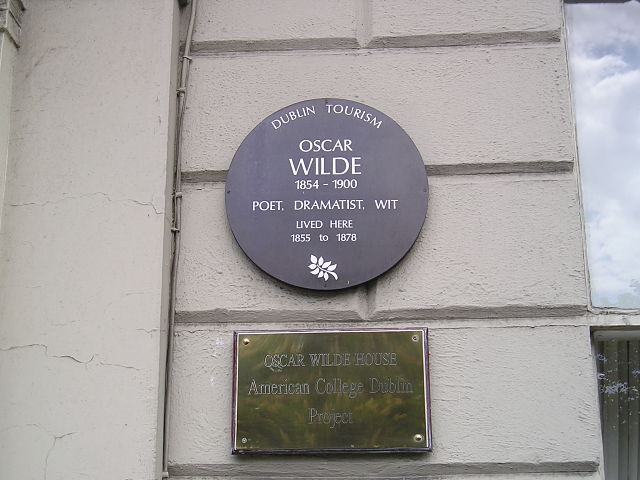 DUBLIN TOURISM
OSCAR
WILDE
1854 - 1900
POET, DRAMATIST, WIT
LIVED HERE
1855 to 1878
OSCAR WILDE HOUSE
American College Dublin
Project